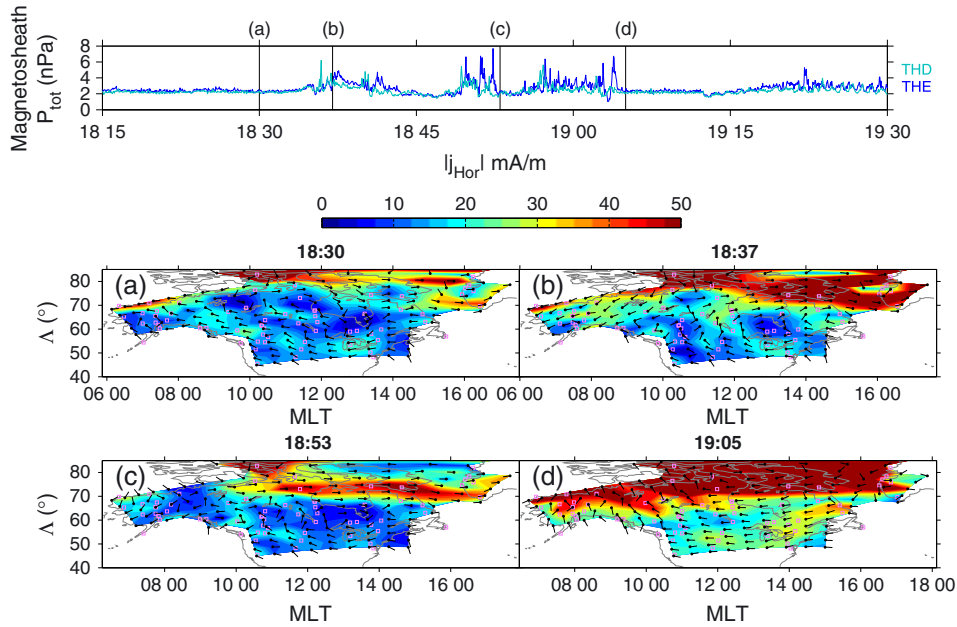 (a) (b) (c) (d)
Magnetosheath
P_tot (nPa)
8
6
4
2
0
THD
THE
18 15 18 30 18 45 19 00 19 15 19 30
|j_Hor| mA/m
0 10 20 30 40 50
18:30 18:37
(a) (b)
80
70
60
50
40
Λ (°)
Λ (°)
06 00 08 00 10 00 12 00 14 00 16 00 06 00 08 00 10 00 12 00 14 00 16 00
MLT MLT
18:53 19:05
(c) (d)
80
70
60
50
40
Λ (°)
Λ (°)
08 00 10 00 12 00 14 00 16 00 08 00 10 00 12 00 14 00 16 00 18 00
MLT MLT